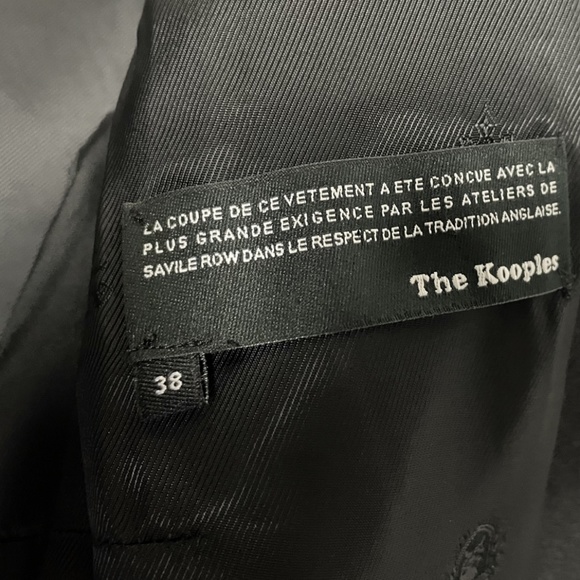 LA COUPE DE CE VETEMENT A ETE CONCUE AVEC LA
PLUS GRANDE EXIGENCE PAR LES ATELIERS DE
SAVILE ROW DANS LE RESPECT DE LA TRADITION ANGLAISE.
The Kooples
38